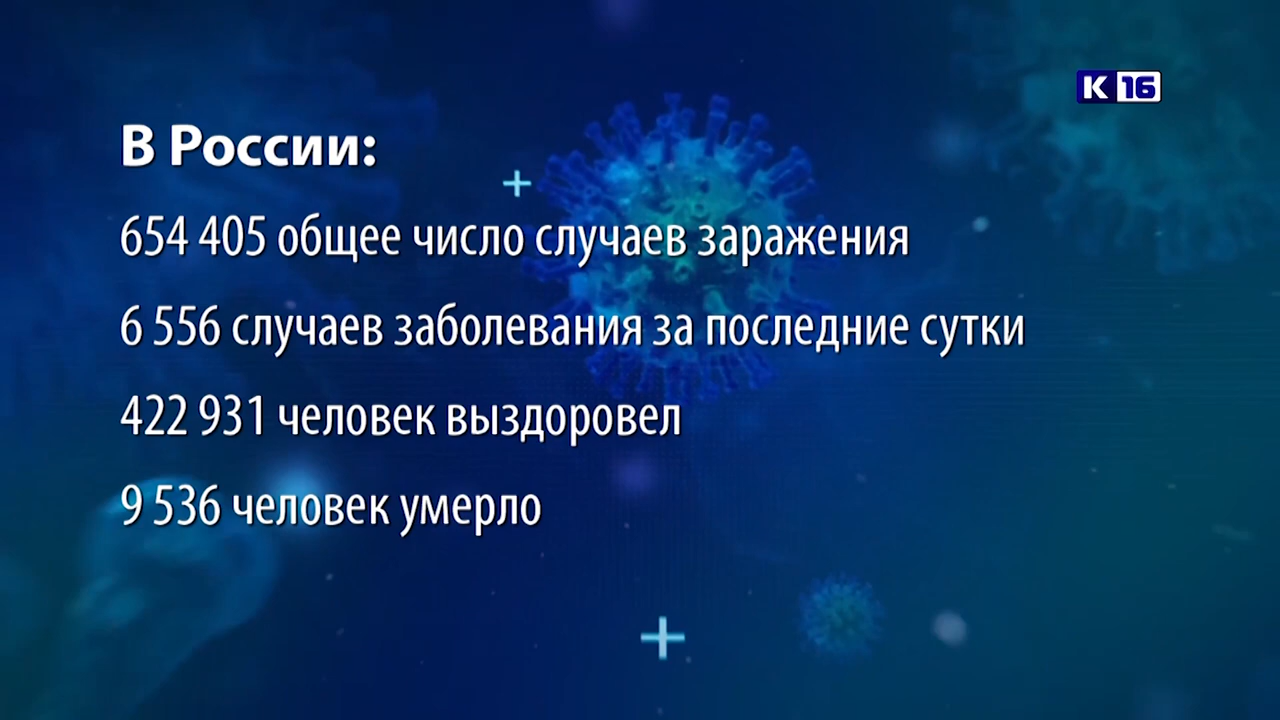 К 16
В России:
654 405 общее число случаев заражения
6 556 случаев заболевания за последние сутки
422 931 человек выздоровел
9 536 человек умерло